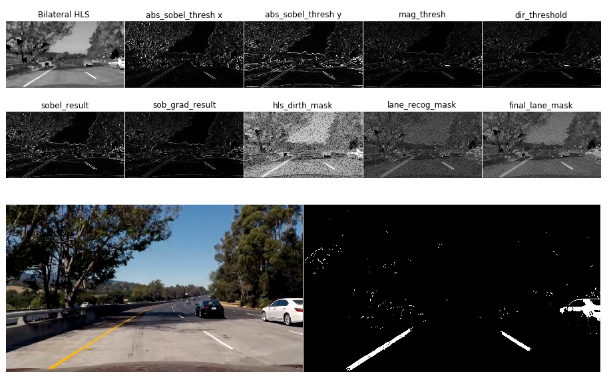 Bilateral HLS abs_sobel_thresh x abs_sobel_thresh y mag_thresh dir_threshold
sobel_result sob_grad_result hls_dirth_mask lane_recog_mask final_lane_mask